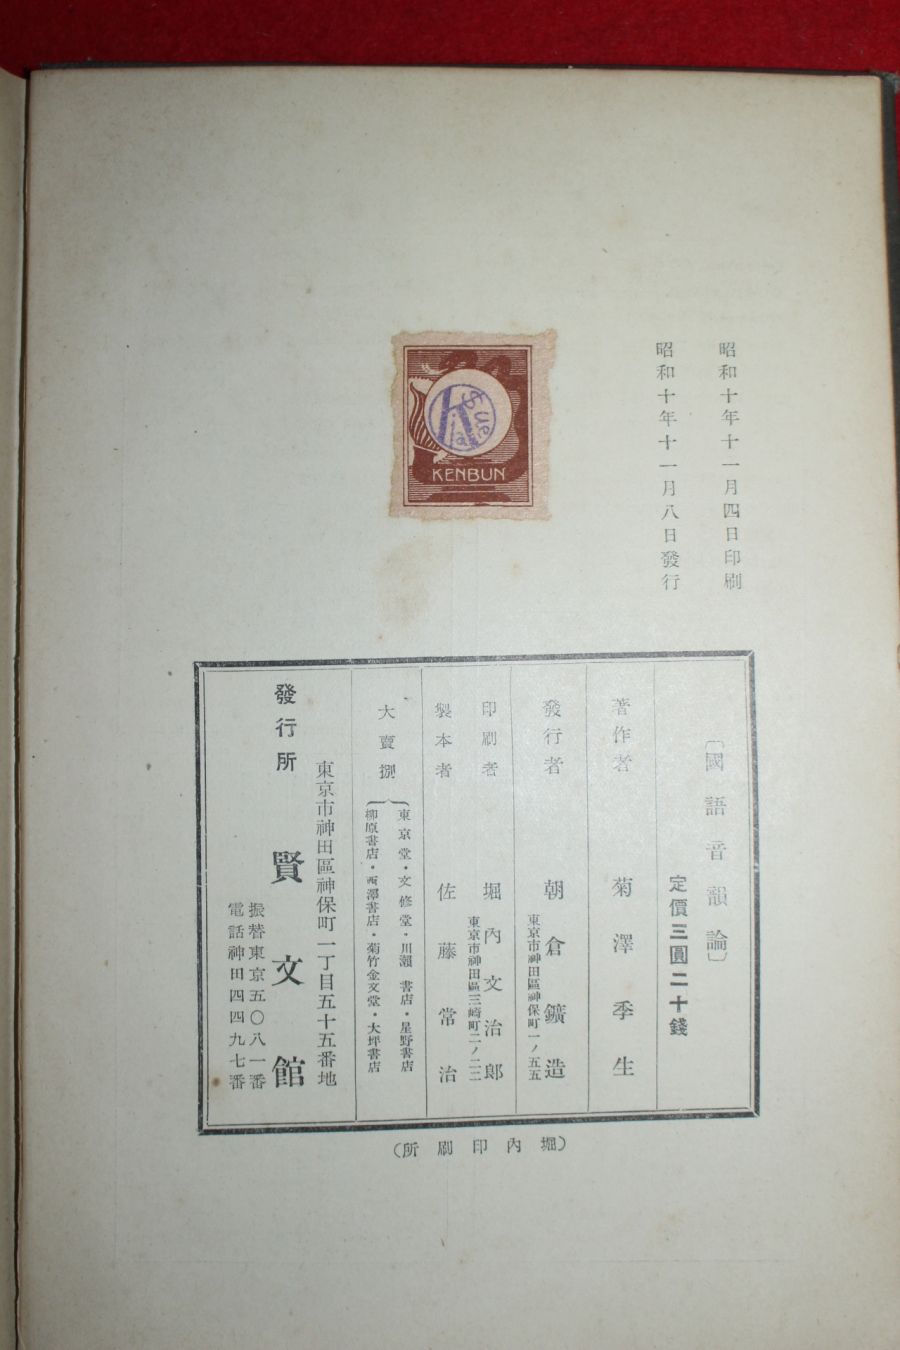 昭和十年十一月四日印刷
昭和十年十一月八日發行
KENBUN
〔國語音韻論〕
定價三圓二十錢
著作者 菊澤季生
發行者 朝倉鑛造
東京市神田區神保町一ノ五五
印刷者 堀內文治郎
東京市神田區三崎町二ノ二二
製本者 佐藤常治
大賣捌
東京堂・文修堂・川瀨書店・星野書店
柳原書店・西澤書店・菊竹金文堂・大坪書店
東京市神田區神保町一丁目五十五番地
發行所 賢文館
振替東京五〇八一番
電話神田四四九七番
(堀內印刷所)